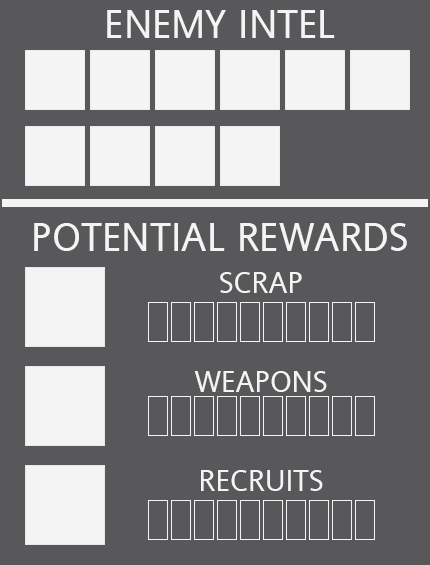 ENEMY INTEL
POTENTIAL REWARDS
SCRAP
WEAPONS
RECRUITS